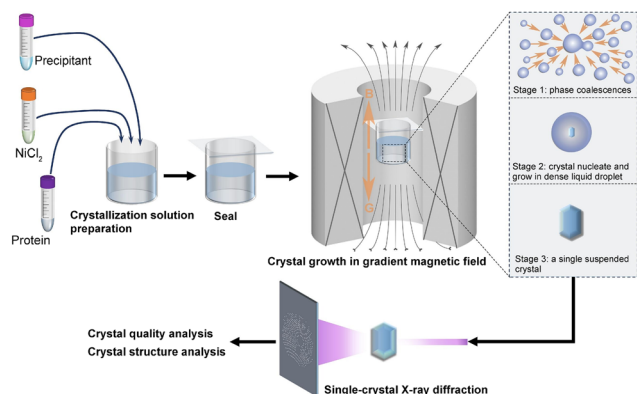 Precipitant
NiCl₂
Protein
Crystallization solution
preparation
Seal
B
G
Crystal growth in gradient magnetic field
Stage 1: phase coalescences
Stage 2: crystal nucleate and
grow in dense liquid droplet
Stage 3: a single suspended
crystal
Crystal quality analysis
Crystal structure analysis
Single-crystal X-ray diffraction